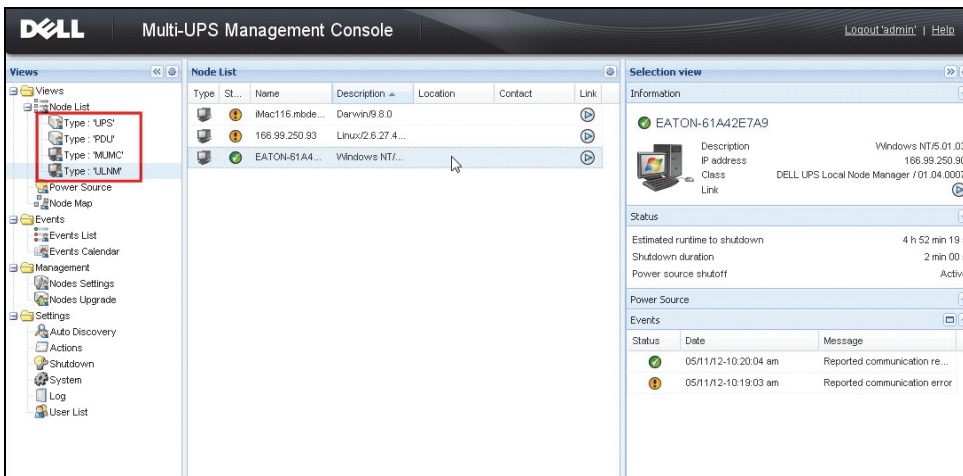 DELL Multi-UPS Management Console Logout 'admin' | Help
Views
Views
Node List
Type : 'UPS'
Type : 'PDU'
Type : 'MUMC'
Type : 'ULNM'
Power Source
Node Map
Events
Events List
Events Calendar
Management
Nodes Settings
Nodes Upgrade
Settings
Auto Discovery
Actions
Shutdown
System
Log
User List
Node List
Type St... Name Description Location Contact Link
iMac116.mbde... Darwin/9.8.0
166.99.250.93 Linux/2.6.27.4...
EATON-61A4... Windows NT/...
Selection view
Information
EATON-61A42E7A9
Description Windows NT/5.01.03
IP address 166.99.250.90
Class DELL UPS Local Node Manager / 01.04.0007
Link
Status
Estimated runtime to shutdown 4 h 52 min 19
Shutdown duration 2 min 00
Power source shutoff Activ
Power Source
Events
Status Date Message
05/11/12-10:20:04 am Reported communication re...
05/11/12-10:19:03 am Reported communication error